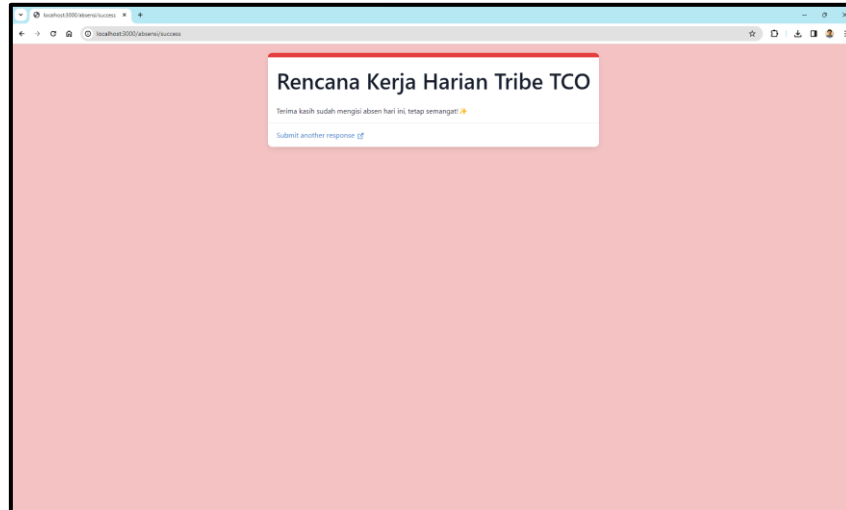 localhost:3000/absensi/success
localhost:3000/absensi/success
Rencana Kerja Harian Tribe TCO
Terima kasih sudah mengisi absen hari ini, tetap semangat!✨
Submit another response